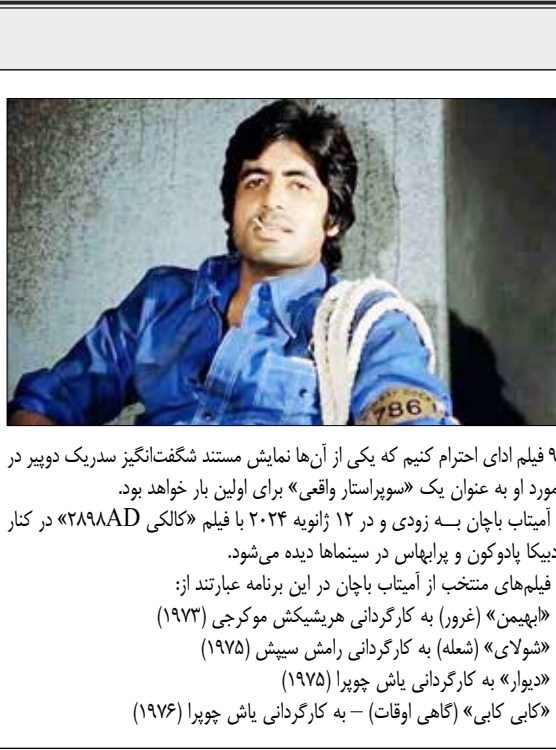 786
۹ فیلم ادای احترام کنیم که یکی از آن‌ها نمایش مستند شگفت‌انگیز سدریک دوپیر در
مورد او به عنوان یک «سوپراستار واقعی» برای اولین بار خواهد بود.
آمیتاب باچان بــه زودی و در ۱۲ ژانویه ۲۰۲۴ با فیلم «کالکی ۲۸۹۸AD» در کنار
دبیکا پادوکون و پرابهاس در سینماها دیده می‌شود.
فیلم‌های منتخب از آمیتاب باچان در این برنامه عبارتند از:
«ابهیمن» (غرور) به کارگردانی هریشیکش موکرجی (۱۹۷۳)
«شولای» (شعله) به کارگردانی رامش سیپش (۱۹۷۵)
«دیوار» به کارگردانی یاش چوپرا (۱۹۷۵)
«کابی کابی» (گاهی اوقات) – به کارگردانی یاش چوپرا (۱۹۷۶)